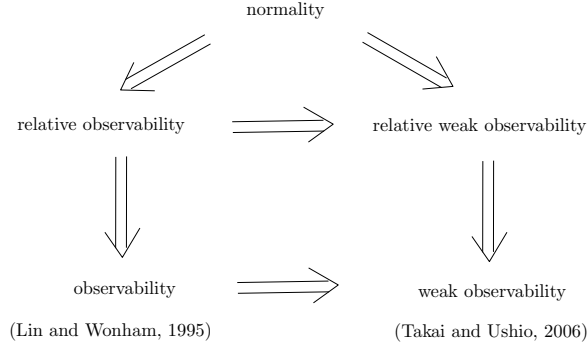 normality
relative observability
relative weak observability
observability
weak observability
(Lin and Wonham, 1995)
(Takai and Ushio, 2006)